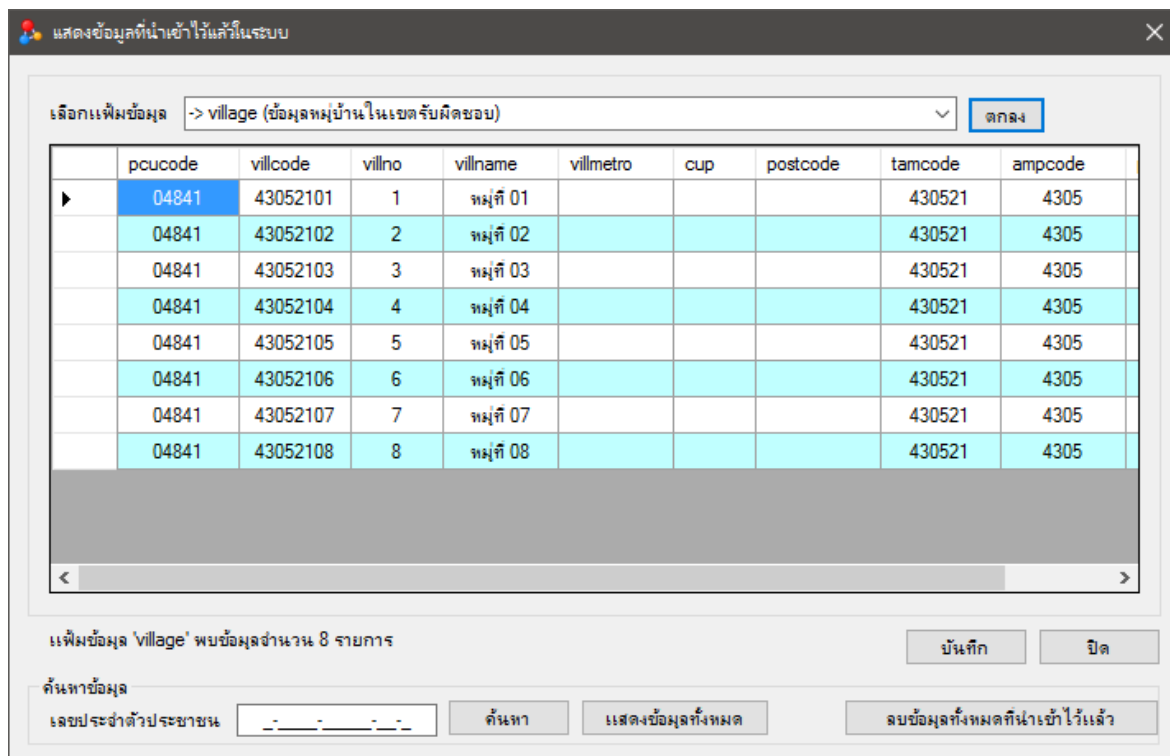 แสดงข้อมูลที่นำเข้าไว้แล้วในระบบ
เลือกแฟ้มข้อมูล -> village (ข้อมูลหมู่บ้านในเขตรับผิดชอบ) ตกลง
pcucode villcode villno villname villmetro cup postcode tamcode ampcode
04841 43052101 1 หมู่ที่ 01 430521 4305
04841 43052102 2 หมู่ที่ 02 430521 4305
04841 43052103 3 หมู่ที่ 03 430521 4305
04841 43052104 4 หมู่ที่ 04 430521 4305
04841 43052105 5 หมู่ที่ 05 430521 4305
04841 43052106 6 หมู่ที่ 06 430521 4305
04841 43052107 7 หมู่ที่ 07 430521 4305
04841 43052108 8 หมู่ที่ 08 430521 4305
แฟ้มข้อมูล 'village' พบข้อมูลจำนวน 8 รายการ บันทึก ปิด
ค้นหาข้อมูล
เลขประจำตัวประชาชน _-____-_____-_-_ ค้นหา แสดงข้อมูลทั้งหมด ลบข้อมูลทั้งหมดที่นำเข้าไว้แล้ว